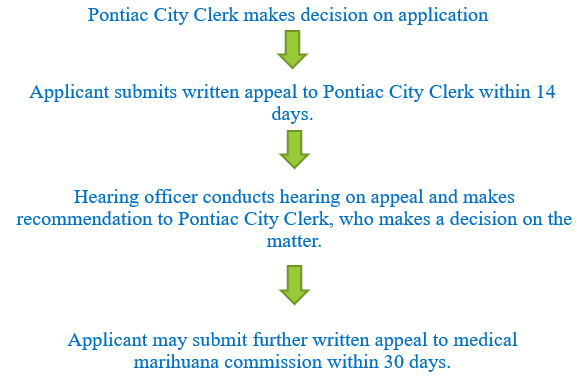 Pontiac City Clerk makes decision on application
Applicant submits written appeal to Pontiac City Clerk within 14
days.
Hearing officer conducts hearing on appeal and makes
recommendation to Pontiac City Clerk, who makes a decision on the
matter.
Applicant may submit further written appeal to medical
marihuana commission within 30 days.